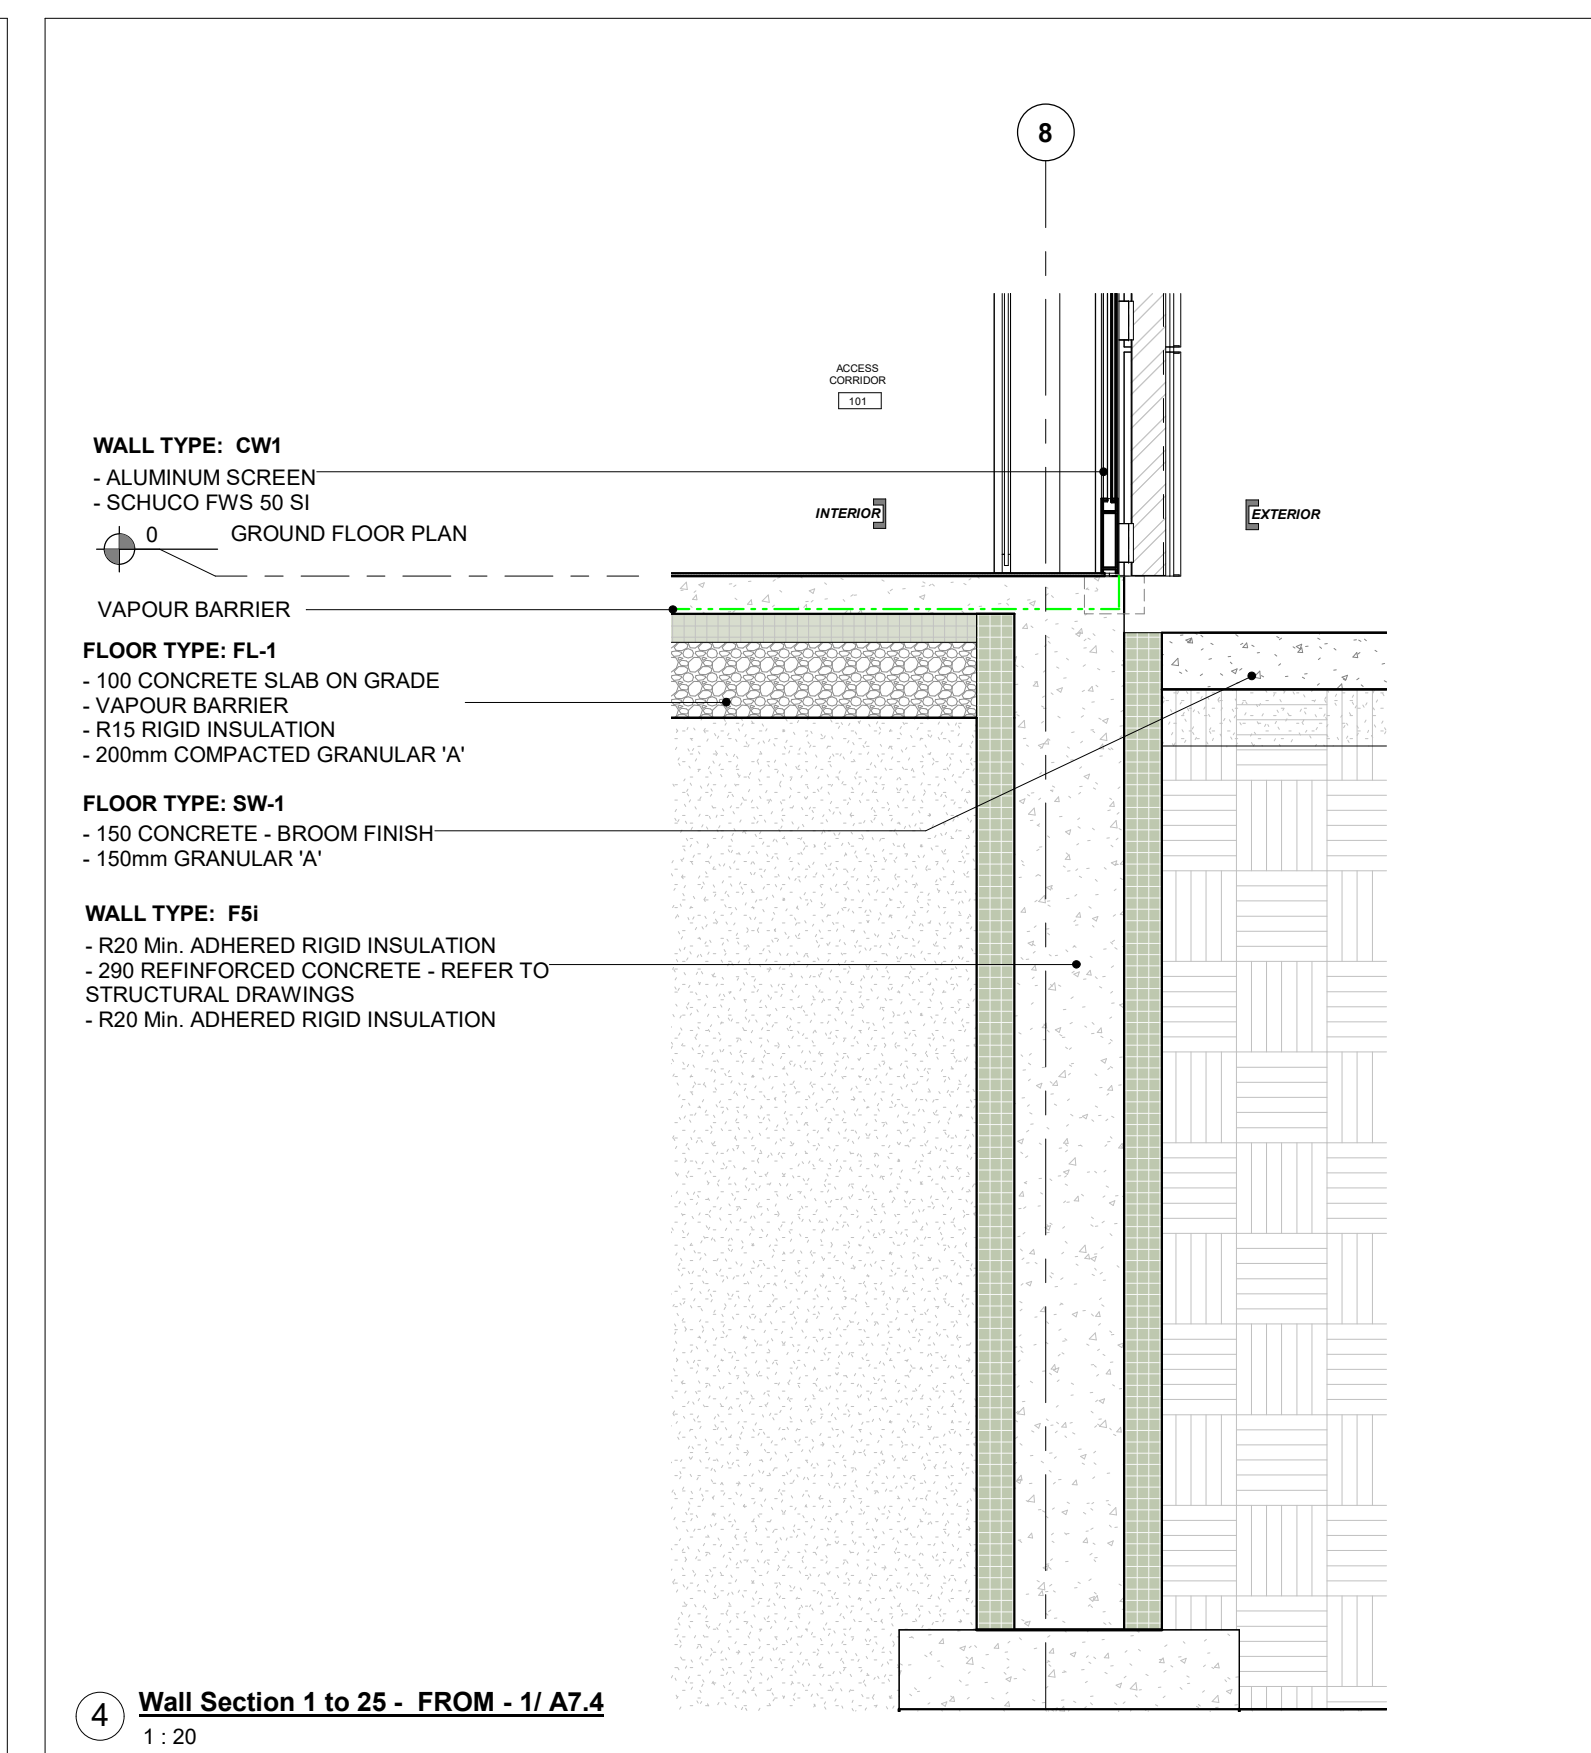 8
ACCESS
CORRIDOR
101
WALL TYPE: CW1
- ALUMINUM SCREEN
- SCHUCO FWS 50 SI
INTERIOR
EXTERIOR
0 GROUND FLOOR PLAN
VAPOUR BARRIER
FLOOR TYPE: FL-1
- 100 CONCRETE SLAB ON GRADE
- VAPOUR BARRIER
- R15 RIGID INSULATION
- 200mm COMPACTED GRANULAR 'A'
FLOOR TYPE: SW-1
- 150 CONCRETE - BROOM FINISH
- 150mm GRANULAR 'A'
WALL TYPE: F5i
- R20 Min. ADHERED RIGID INSULATION
- 290 REFINFORCED CONCRETE - REFER TO
STRUCTURAL DRAWINGS
- R20 Min. ADHERED RIGID INSULATION
4 Wall Section 1 to 25 - FROM - 1/ A7.4
1 : 20